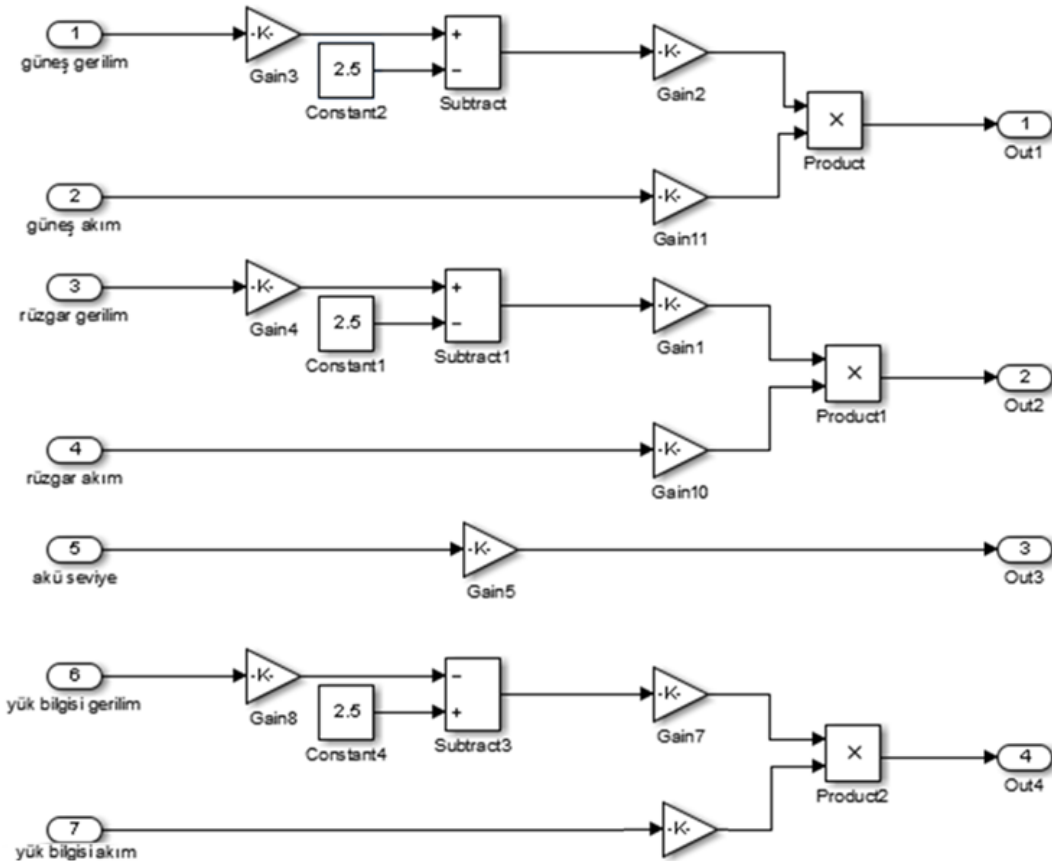 1
güneş gerilim
-K-
Gain3
2.5
Constant2
+
−
Subtract
-K-
Gain2
×
Product
1
Out1
2
güneş akım
-K-
Gain11
3
rüzgar gerilim
-K-
Gain4
2.5
Constant1
+
−
Subtract1
-K-
Gain1
×
Product1
2
Out2
4
rüzgar akım
-K-
Gain10
5
akü seviye
-K-
Gain5
3
Out3
6
yük bilgisi gerilim
-K-
Gain8
2.5
Constant4
−
+
Subtract3
-K-
Gain7
×
Product2
4
Out4
7
yük bilgisi akım
-K-